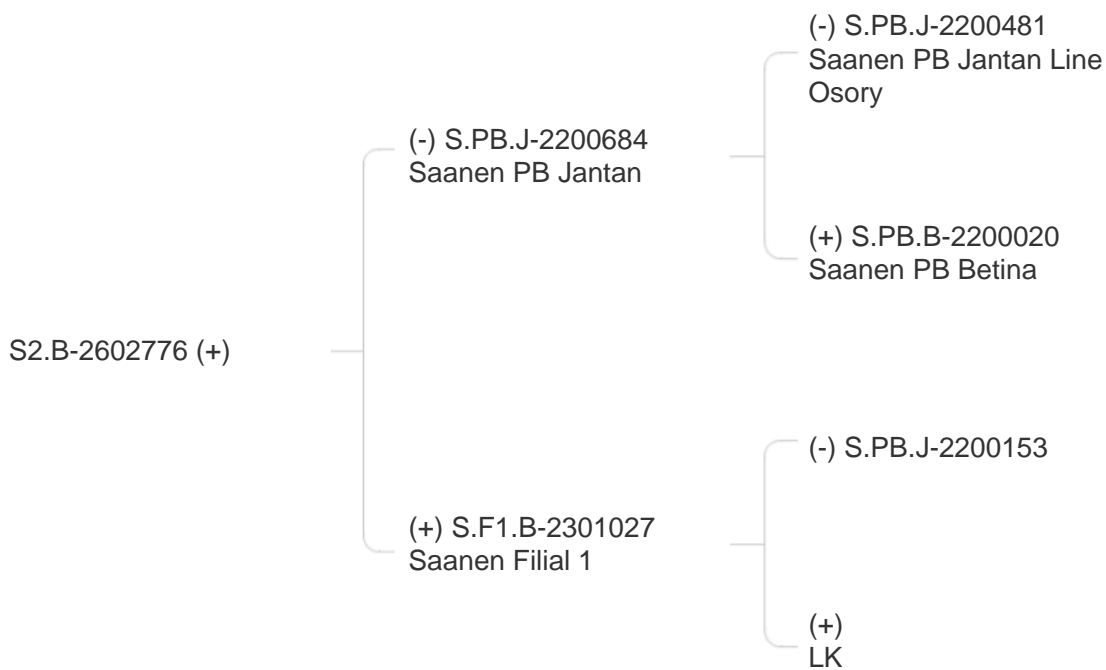 (-) S.PB.J-2200481
Saanen PB Jantan Line
Osory
(-) S.PB.J-2200684
Saanen PB Jantan
(+) S.PB.B-2200020
Saanen PB Betina
S2.B-2602776 (+)
(-) S.PB.J-2200153
(+) S.F1.B-2301027
Saanen Filial 1
(+)
LK